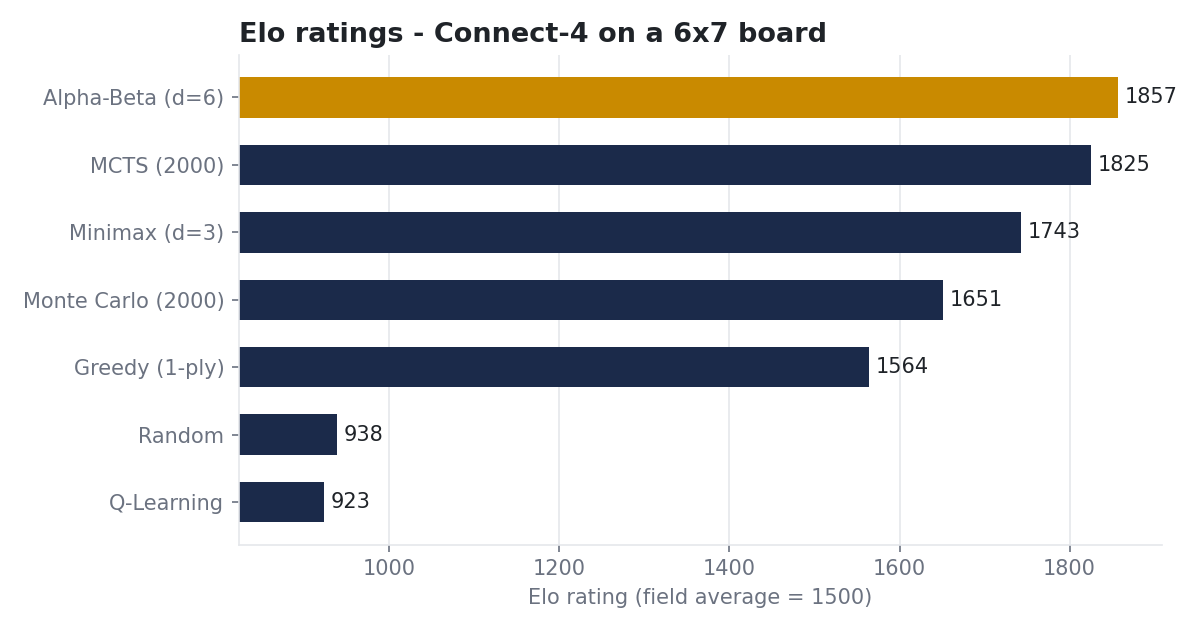 Elo ratings - Connect-4 on a 6x7 board
Alpha-Beta (d=6) 1857
MCTS (2000) 1825
Minimax (d=3) 1743
Monte Carlo (2000) 1651
Greedy (1-ply) 1564
Random 938
Q-Learning 923
1000 1200 1400 1600 1800
Elo rating (field average = 1500)